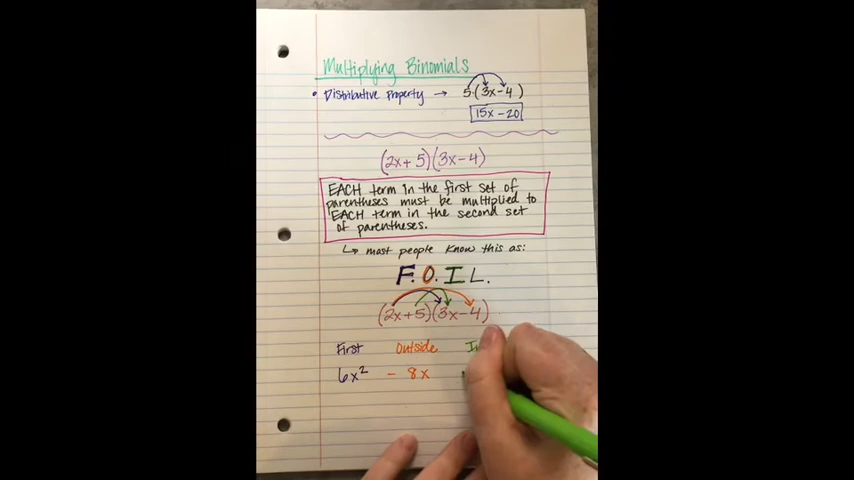 Multiplying Binomials
• Distributive Property → 5·(3x-4)
15x-20
(2x+5)(3x-4)
EACH term in the first set of
parentheses must be multiplied to
EACH term in the second set
of parentheses.
↳ most people know this as:
F.O.I L.
(2x+5)(3x-4)
First Outside
6x² - 8x